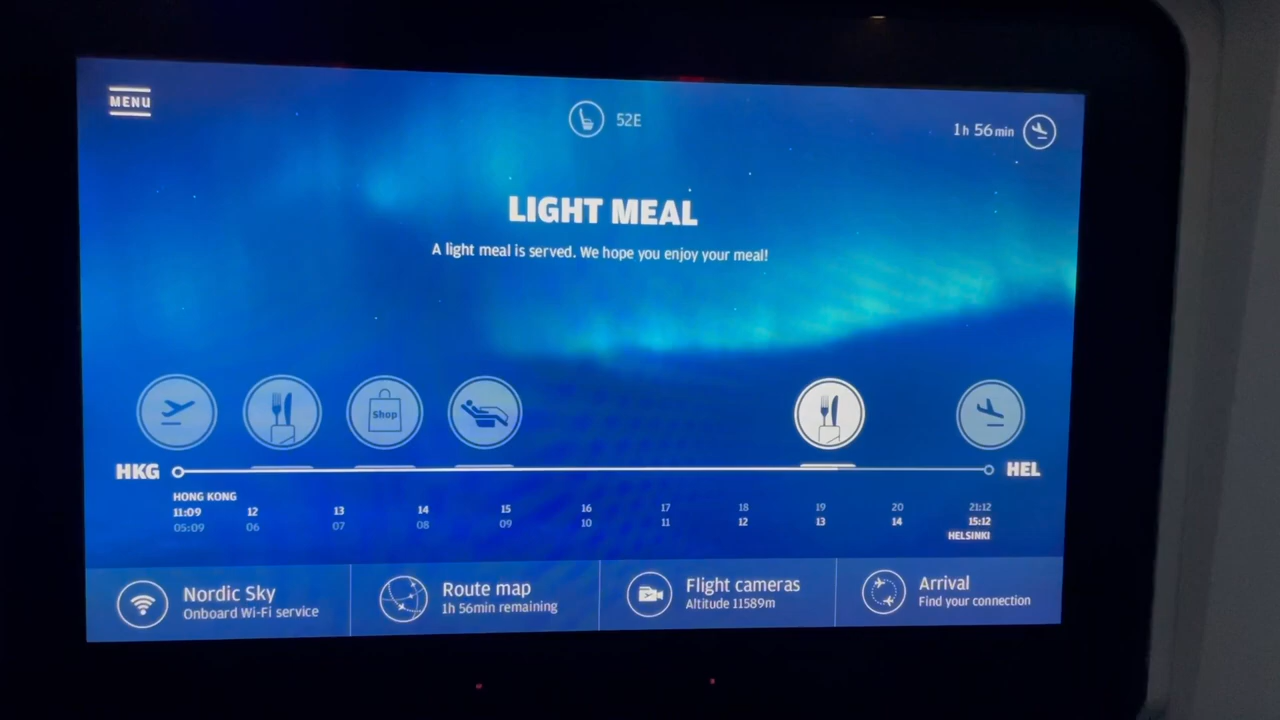 MENU
52E
1h 56min
LIGHT MEAL
A light meal is served. We hope you enjoy your meal!
Shop
HKG
HEL
HONG KONG
11:09 12 13 14 15 16 17 18 19 20 21:12
05:09 06 07 08 09 10 11 12 13 14 15:12
HELSINKI
Nordic Sky
Onboard Wi-Fi service
Route map
1h 56min remaining
Flight cameras
Altitude 11589m
Arrival
Find your connection